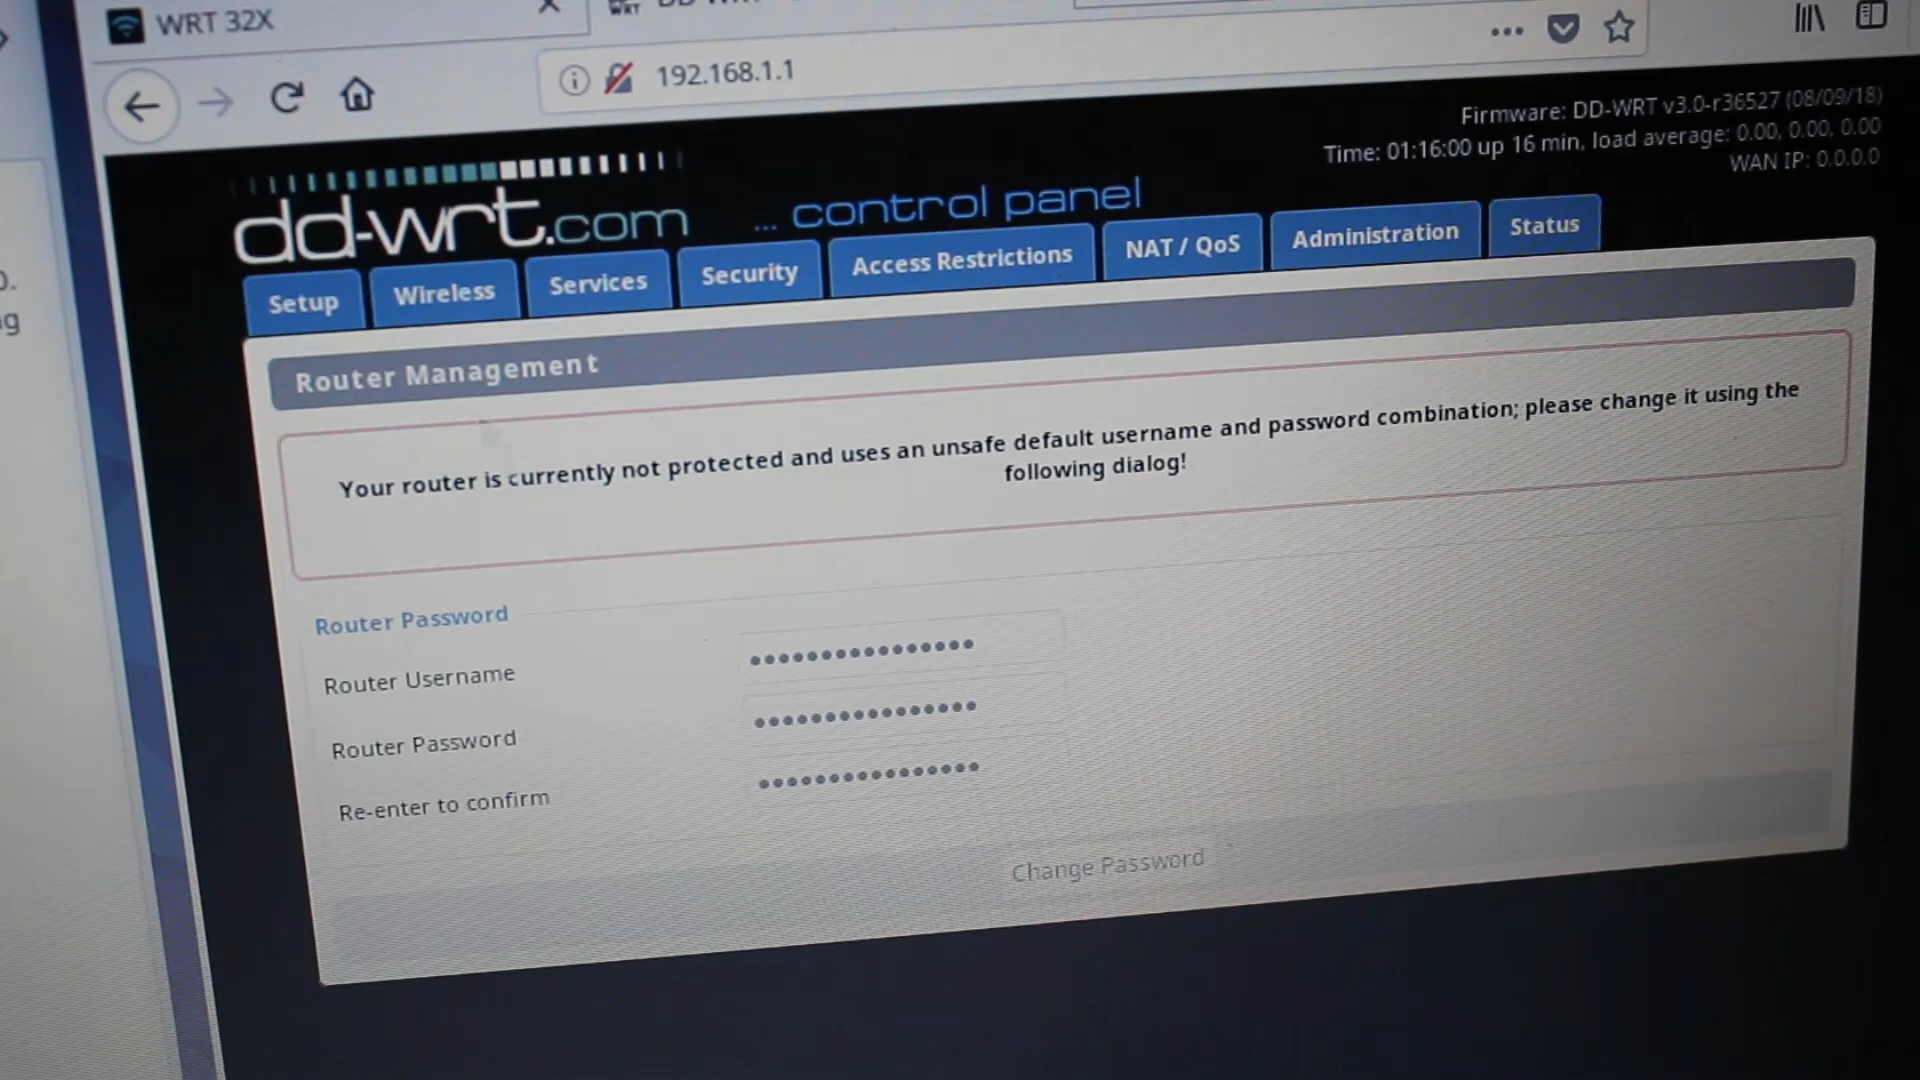 WRT 32X
192.168.1.1
Firmware: DD-WRT v3.0-r36527 (08/09/18)
Time: 01:16:00 up 16 min, load average: 0.00, 0.00, 0.00
WAN IP: 0.0.0.0
dd-wrt.com ... control panel
Setup Wireless Services Security Access Restrictions NAT / QoS Administration Status
Router Management
Your router is currently not protected and uses an unsafe default username and password combination; please change it using the
following dialog!
Router Password
Router Username ••••••••••••••••
Router Password ••••••••••••••••
Re-enter to confirm ••••••••••••••••
Change Password